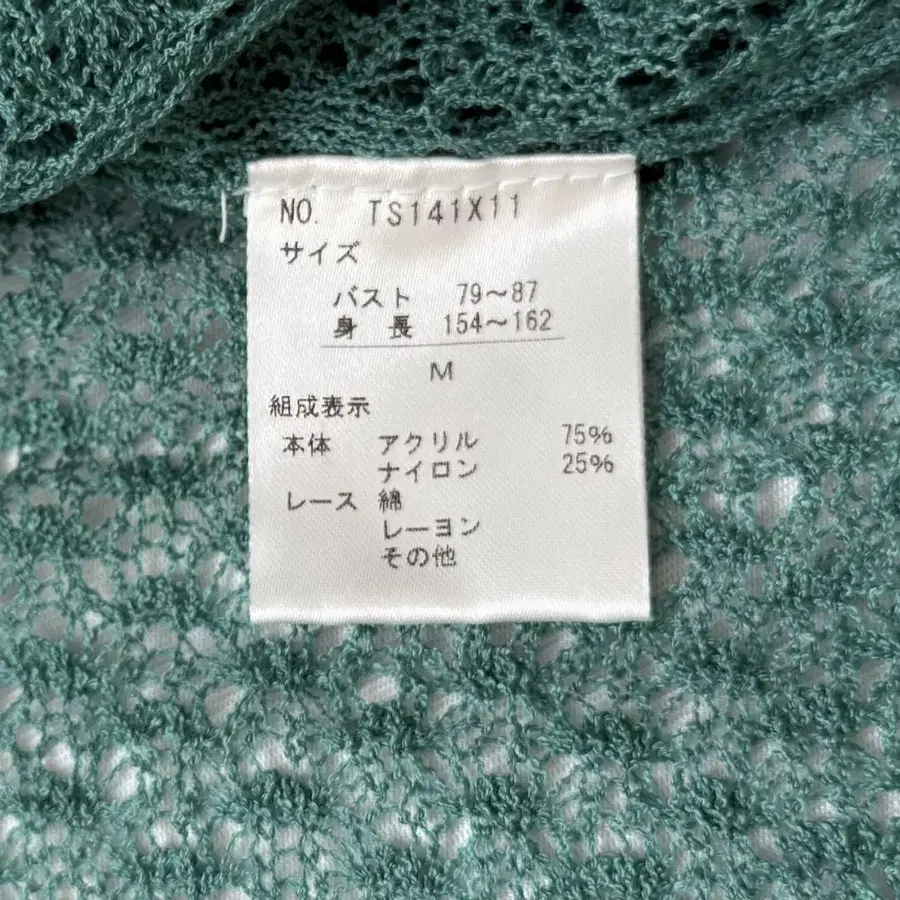 NO. TS141X11
サイズ
バスト 79～87
身長 154～162
M
組成表示
本体 アクリル 75%
ナイロン 25%
レース 綿
レーヨン
その他